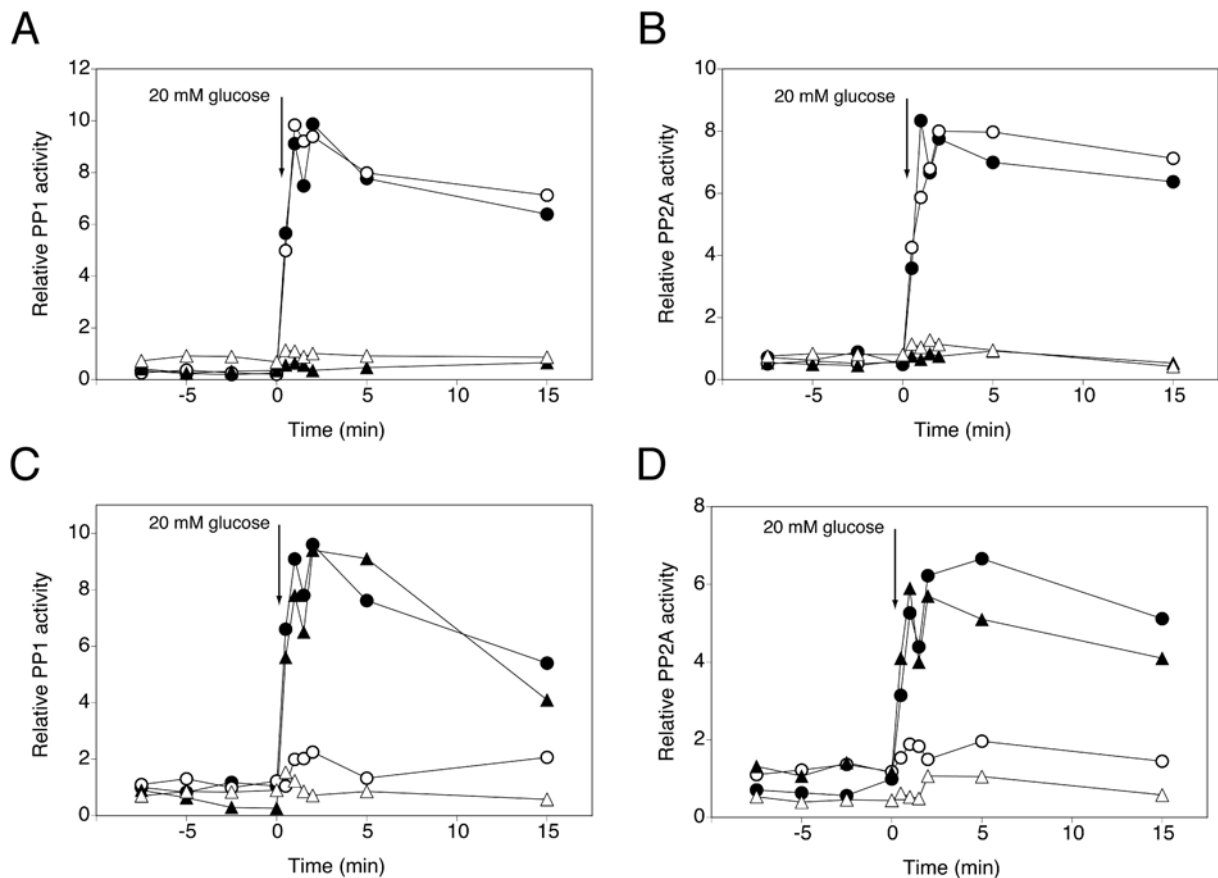 A
B
12
10
8
6
4
2
0
Relative PP1 activity
20 mM glucose
-5
0
5
10
15
Time (min)
10
8
6
4
2
0
Relative PP2A activity
20 mM glucose
-5
0
5
10
15
Time (min)
C
D
10
8
6
4
2
0
Relative PP1 activity
20 mM glucose
-5
0
5
10
15
Time (min)
8
6
4
2
0
Relative PP2A activity
20 mM glucose
-5
0
5
10
15
Time (min)